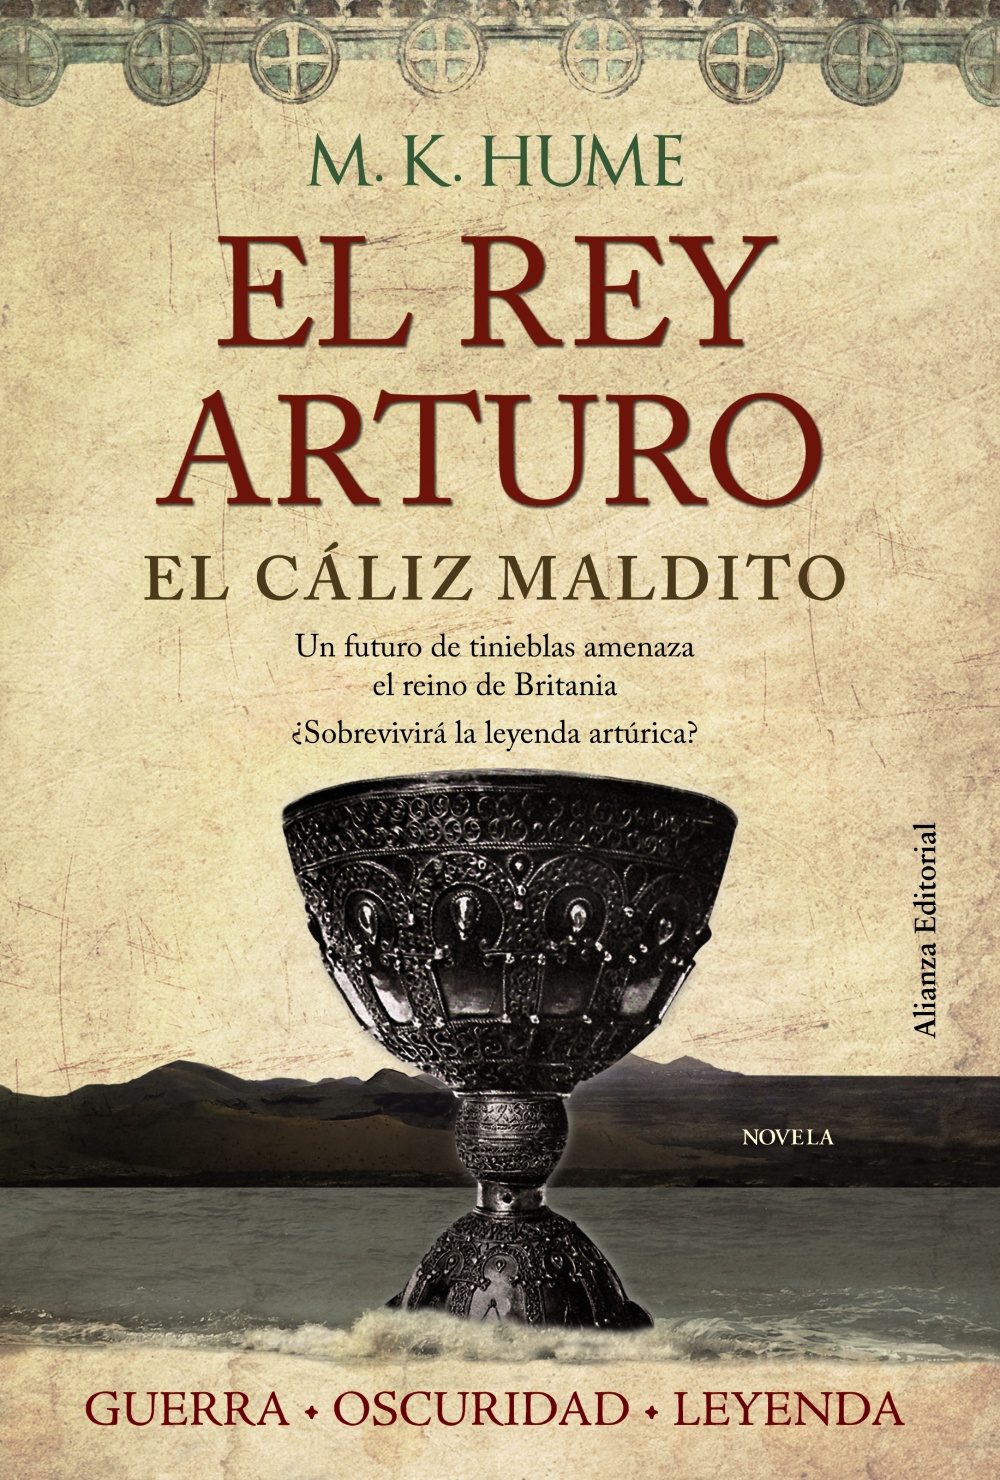 M. K. HUME
EL REY
ARTURO
EL CÁLIZ MALDITO
Un futuro de tinieblas amenaza
el reino de Britania
¿Sobrevivirá la leyenda artúrica?
Alianza Editorial
NOVELA
GUERRA · OSCURIDAD · LEYENDA